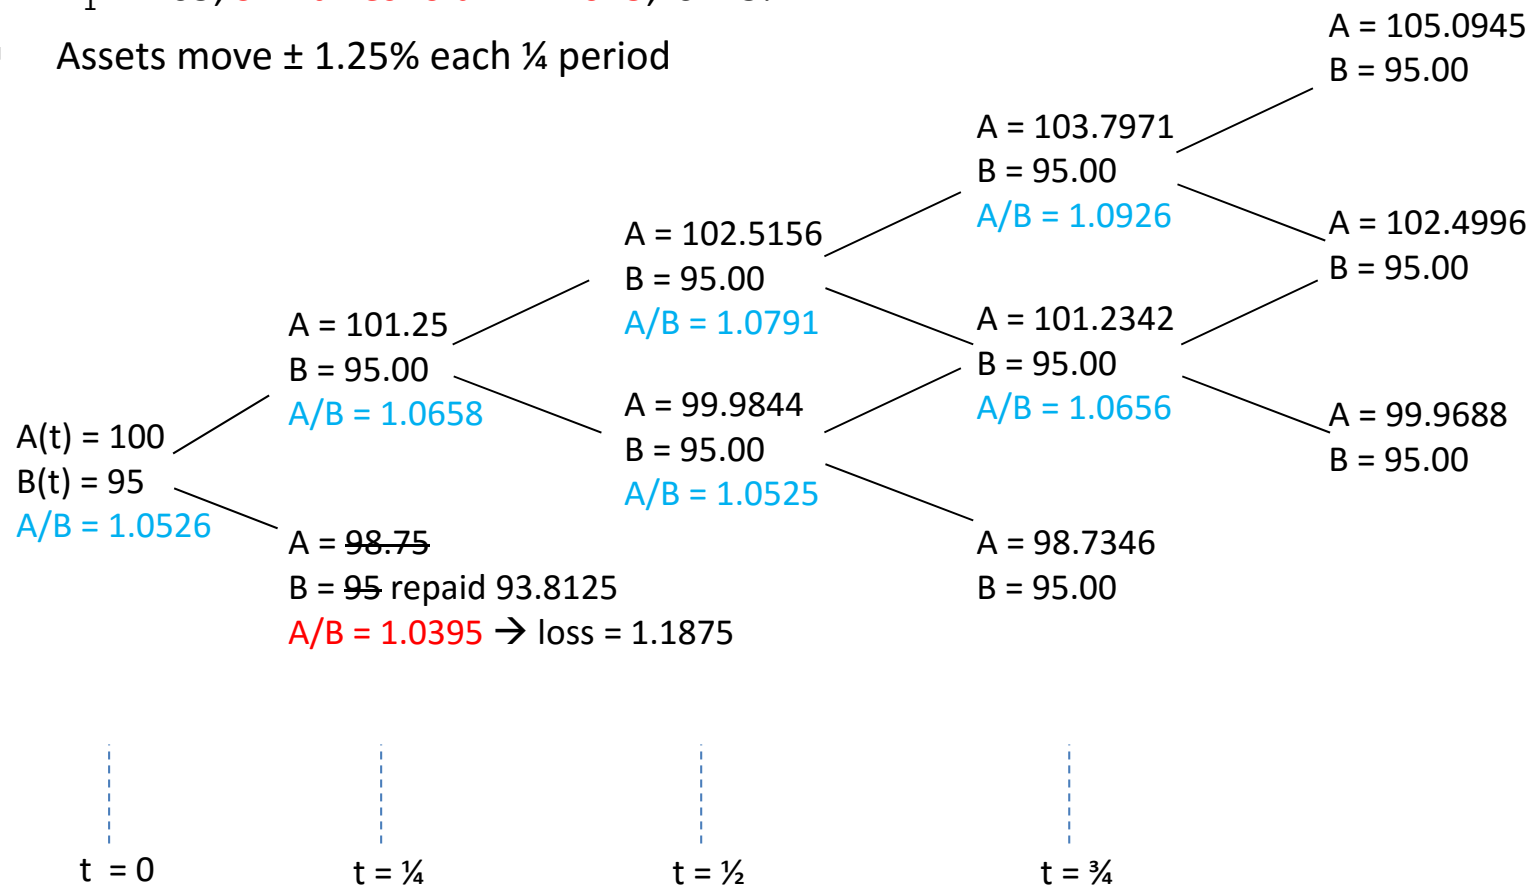 Assets move ± 1.25% each ¼ period
A(t) = 100
B(t) = 95
A/B = 1.0526
A = 101.25
B = 95.00
A/B = 1.0658
A = 98.75
B = 95 repaid 93.8125
A/B = 1.0395 → loss = 1.1875
A = 102.5156
B = 95.00
A/B = 1.0791
A = 99.9844
B = 95.00
A/B = 1.0525
A = 103.7971
B = 95.00
A/B = 1.0926
A = 101.2342
B = 95.00
A/B = 1.0656
A = 98.7346
B = 95.00
A = 105.0945
B = 95.00
A = 102.4996
B = 95.00
A = 99.9688
B = 95.00
t = 0
t = ¼
t = ½
t = ¾